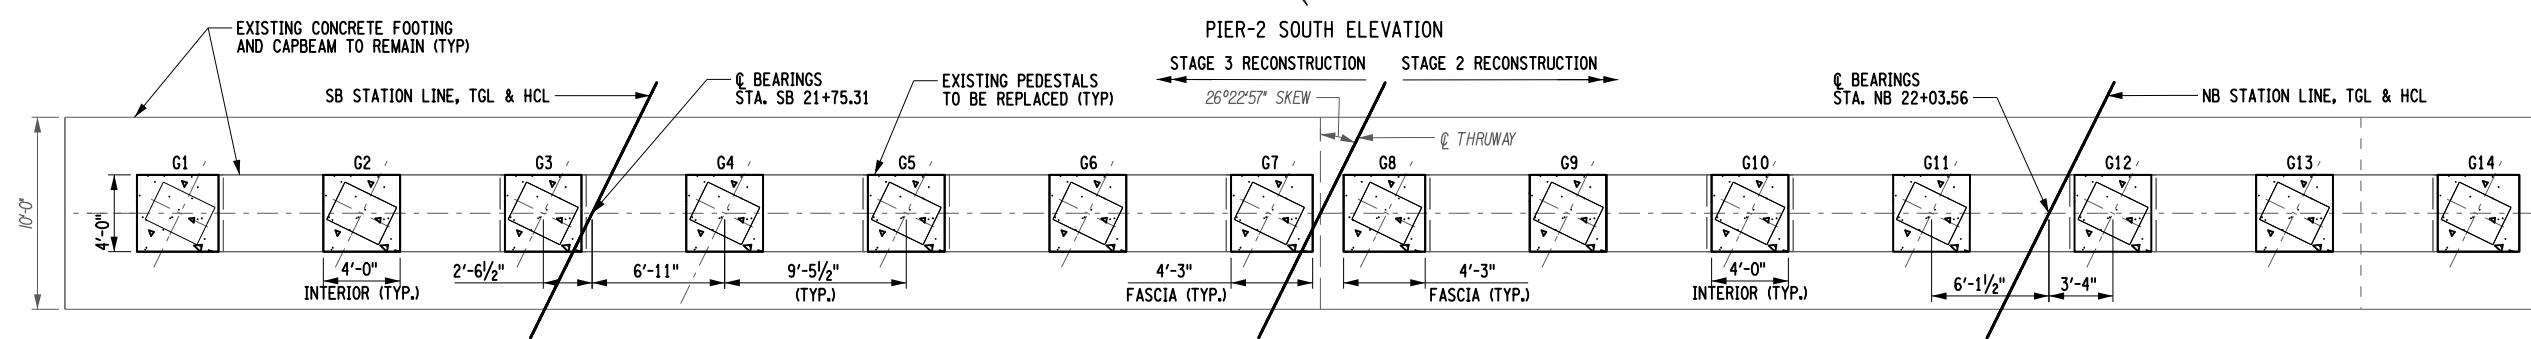 PIER-2 SOUTH ELEVATION
EXISTING CONCRETE FOOTING
AND CAPBEAM TO REMAIN (TYP)
SB STATION LINE, TGL & HCL
℄ BEARINGS
STA. SB 21+75.31
EXISTING PEDESTALS
TO BE REPLACED (TYP)
STAGE 3 RECONSTRUCTION
STAGE 2 RECONSTRUCTION
26°22'57" SKEW
℄ THRUWAY
℄ BEARINGS
STA. NB 22+03.56
NB STATION LINE, TGL & HCL
G1
G2
G3
G4
G5
G6
G7
G8
G9
G10
G11
G12
G13
G14
10'-0"
4'-0"
4'-0"
INTERIOR (TYP.)
2'-6½"
6'-11"
9'-5½"
(TYP.)
4'-3"
FASCIA (TYP.)
4'-3"
FASCIA (TYP.)
4'-0"
INTERIOR (TYP.)
6'-1½"
3'-4"